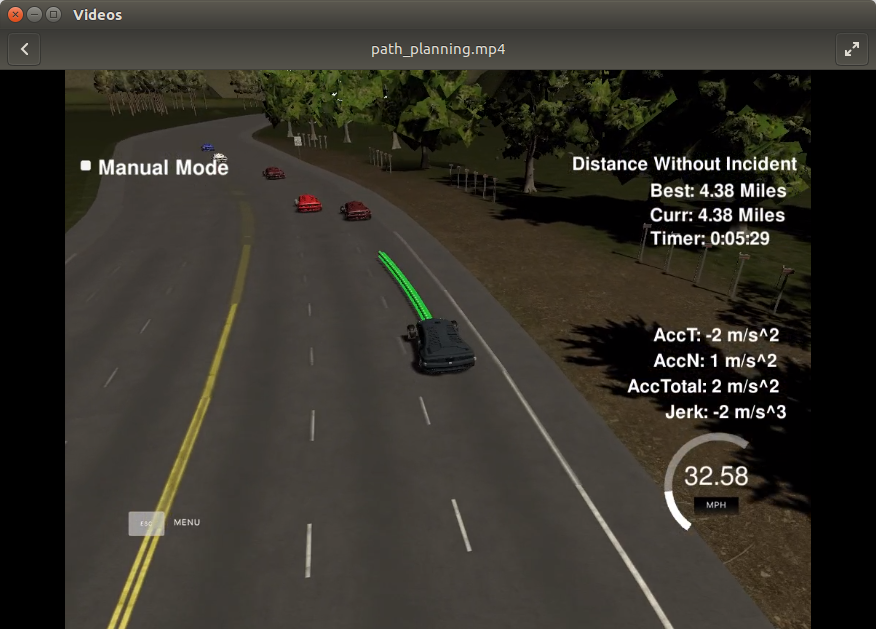 Videos
path_planning.mp4
Manual Mode
Distance Without Incident
Best: 4.38 Miles
Curr: 4.38 Miles
Timer: 0:05:29
AccT: -2 m/s^2
AccN: 1 m/s^2
AccTotal: 2 m/s^2
Jerk: -2 m/s^3
32.58
MPH
ESC MENU